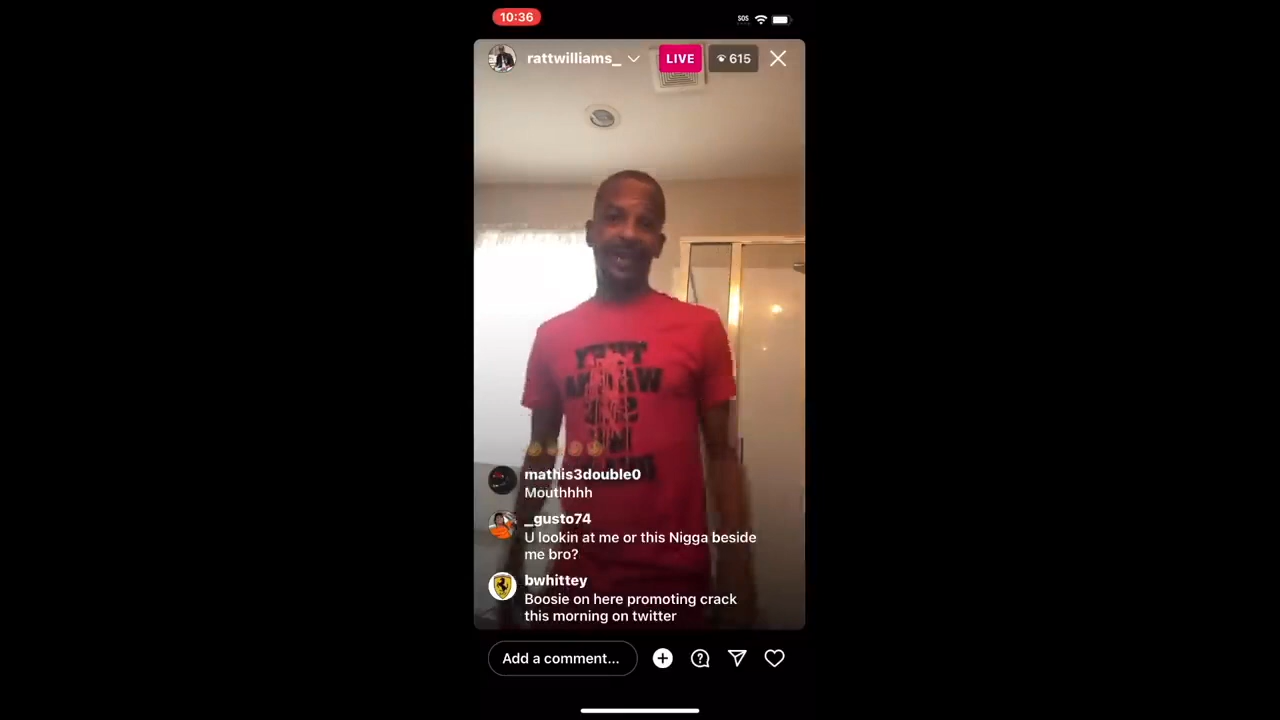 10:36
SOS
rattwilliams_
LIVE
615
mathis3double0
Mouthhhh
_gusto74
U lookin at me or this Nigga beside
me bro?
bwhittey
Boosie on here promoting crack
this morning on twitter
Add a comment...